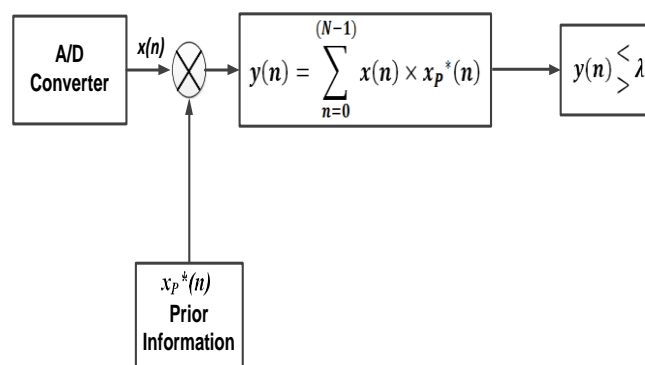 A/D
Converter
x(n)
(N-1)
y(n) = ∑ x(n) × x_P^*(n)
n=0
y(n) < > λ
x_P^*(n)
Prior
Information